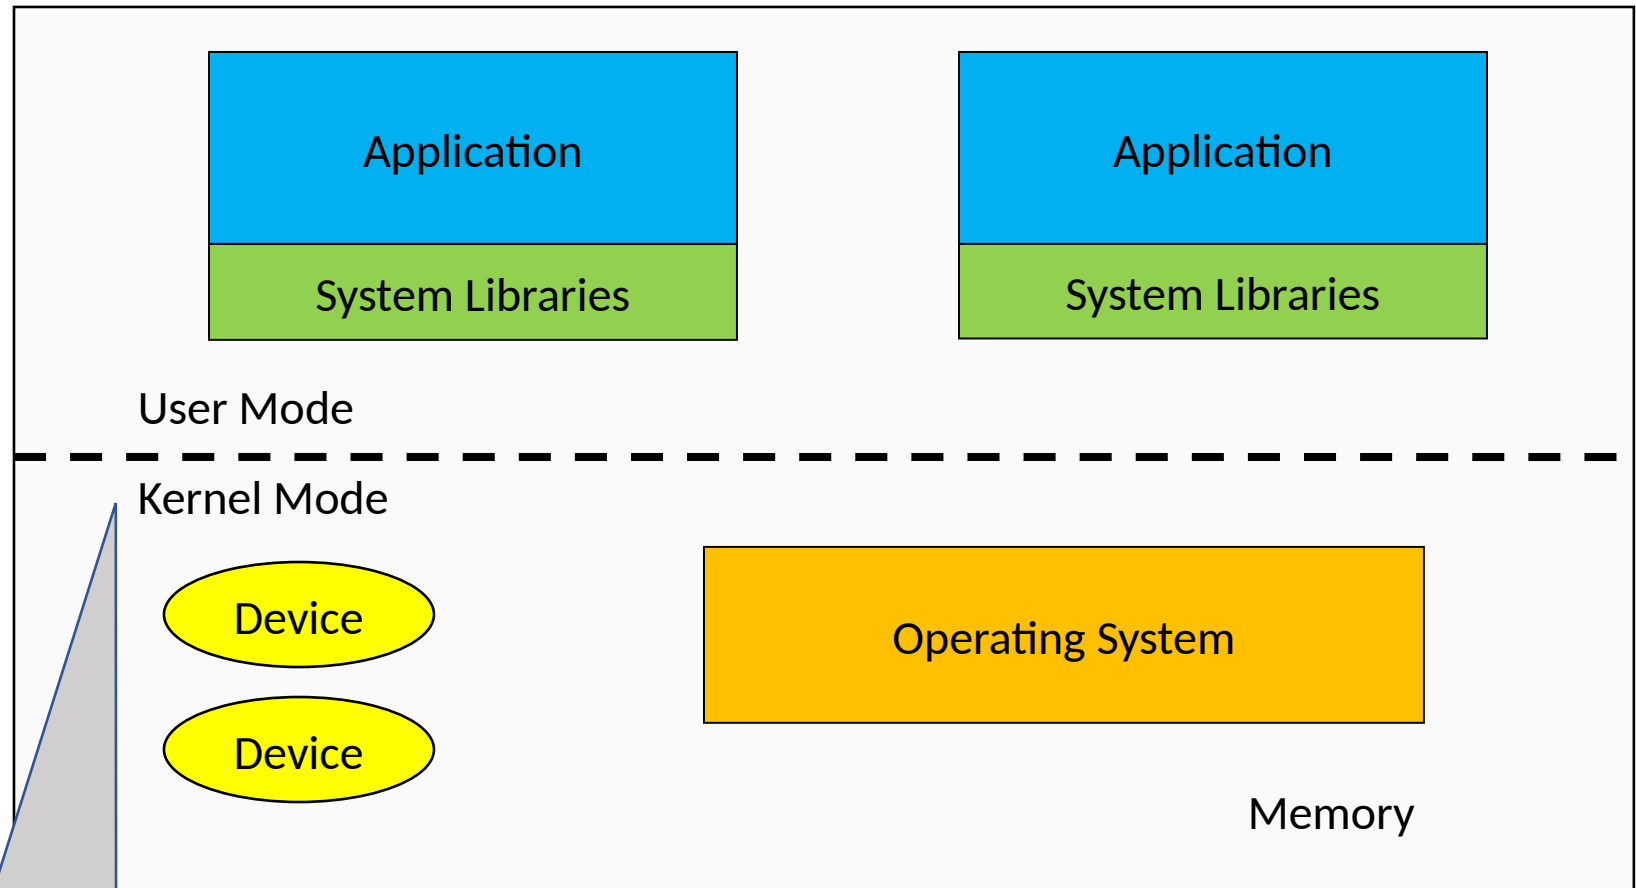 Application
Application
System Libraries
System Libraries
User Mode
Kernel Mode
Device
Operating System
Device
Memory